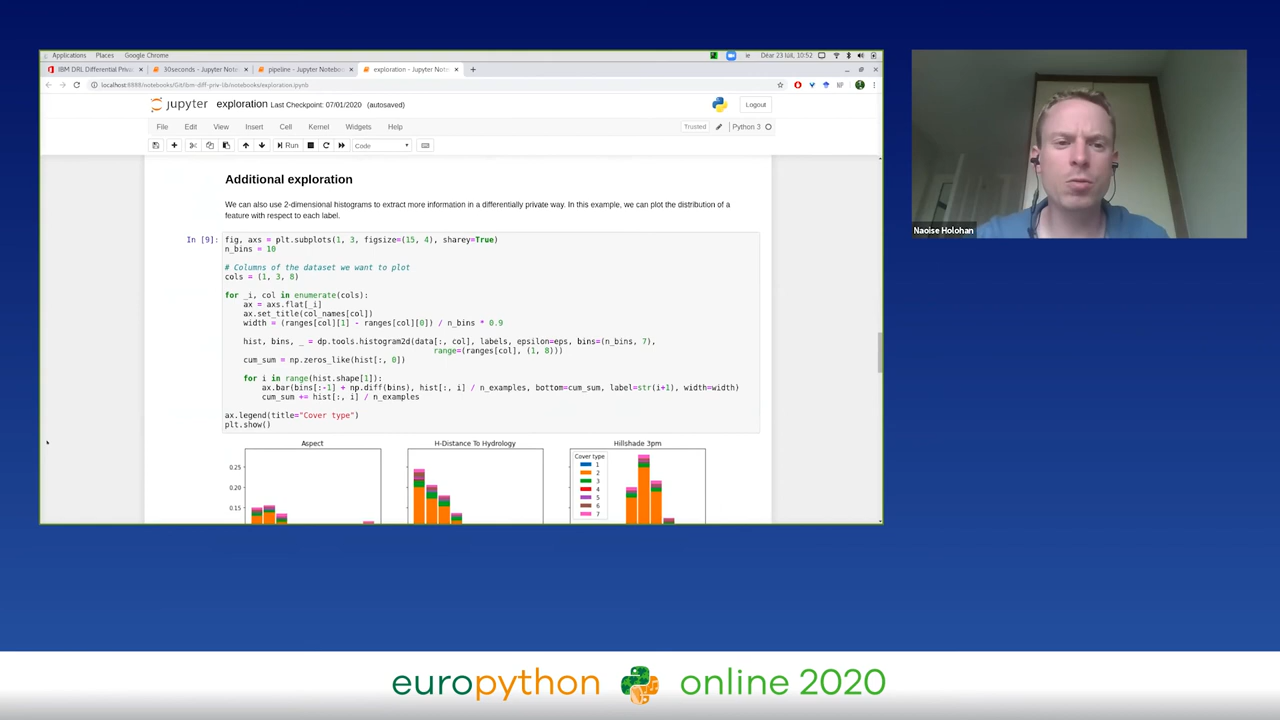 Applications Places Google Chrome
Déar 23 Iúil, 10:52
IBM DRL Differential Priva
30seconds - Jupyter Notebo
pipeline - Jupyter Notebook
exploration - Jupyter Note
jupyter exploration Last Checkpoint: 07/01/2020 (autosaved)
Logout
File Edit View Insert Cell Kernel Widgets Help
Trusted Python 3
Run Code
Additional exploration
We can also use 2-dimensional histograms to extract more information in a differentially private way. In this example, we can plot the distribution of a
feature with respect to each label.
In [9]:
fig, axs = plt.subplots(1, 3, figsize=(15, 4), sharey=True)
n_bins = 10
# Columns of the dataset we want to plot
cols = (1, 3, 8)
for _i, col in enumerate(cols):
ax = axs.flat[_i]
ax.set_title(col_names[col])
width = (ranges[col][1] - ranges[col][0]) / n_bins * 0.9
hist, bins, _ = dp.tools.histogram2d(data[:, col], labels, epsilon=eps, bins=(n_bins, 7),
range=(ranges[col], (1, 8)))
cum_sum = np.zeros_like(hist[:, 0])
for i in range(hist.shape[1]):
ax.bar(bins[:-1] + np.diff(bins), hist[:, i] / n_examples, bottom=cum_sum, label=str(i+1), width=width)
cum_sum += hist[:, i] / n_examples
ax.legend(title="Cover type")
plt.show()
Aspect
H-Distance To Hydrology
Hillshade 3pm
0.25
0.20
0.15
Cover type
1
2
3
4
5
6
7
Naoise Holohan
europython online 2020